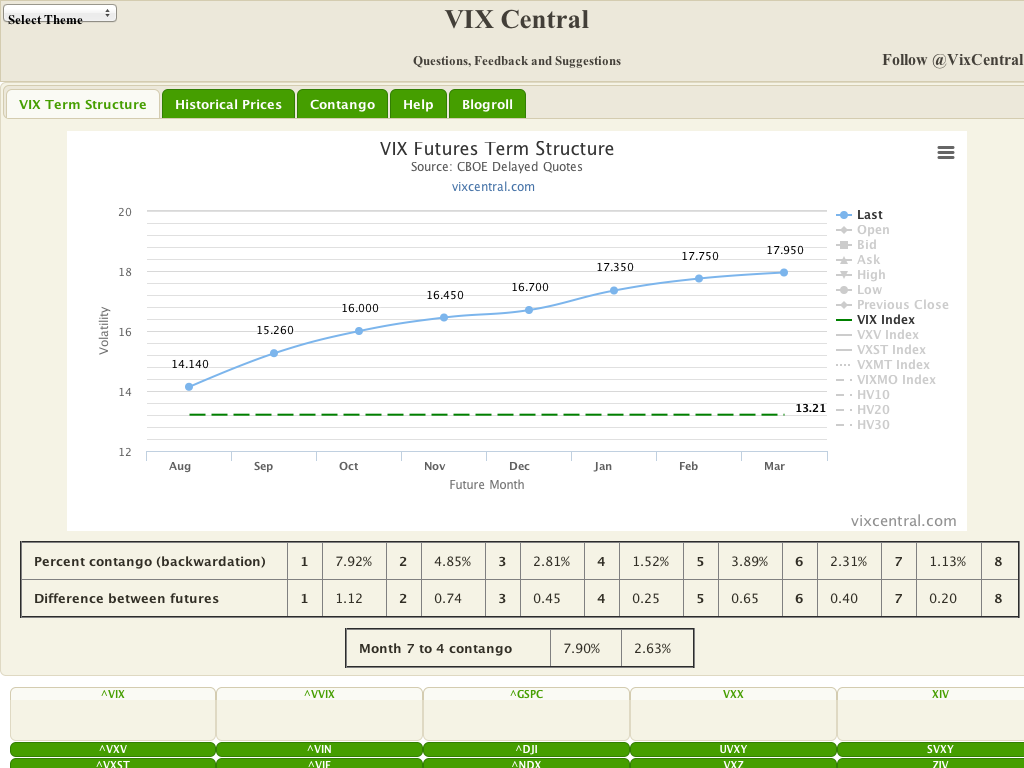 Select Theme
VIX Central
Questions, Feedback and Suggestions
Follow @VixCentral
VIX Term Structure Historical Prices Contango Help Blogroll
VIX Futures Term Structure
Source: CBOE Delayed Quotes
vixcentral.com
Volatility
20
18
16
14
12
14.140
15.260
16.000
16.450
16.700
17.350
17.750
17.950
13.21
Aug Sep Oct Nov Dec Jan Feb Mar
Future Month
Last
Open
Bid
Ask
High
Low
Previous Close
VIX Index
VXV Index
VXST Index
VXMT Index
VIXMO Index
HV10
HV20
HV30
vixcentral.com
Percent contango (backwardation) 1 7.92% 2 4.85% 3 2.81% 4 1.52% 5 3.89% 6 2.31% 7 1.13% 8
Difference between futures 1 1.12 2 0.74 3 0.45 4 0.25 5 0.65 6 0.40 7 0.20 8
Month 7 to 4 contango 7.90% 2.63%
^VIX ^VVIX ^GSPC VXX XIV
^VXV ^VIN ^DJI UVXY SVXY
^VXST ^VIF ^NDX VXZ ZIV